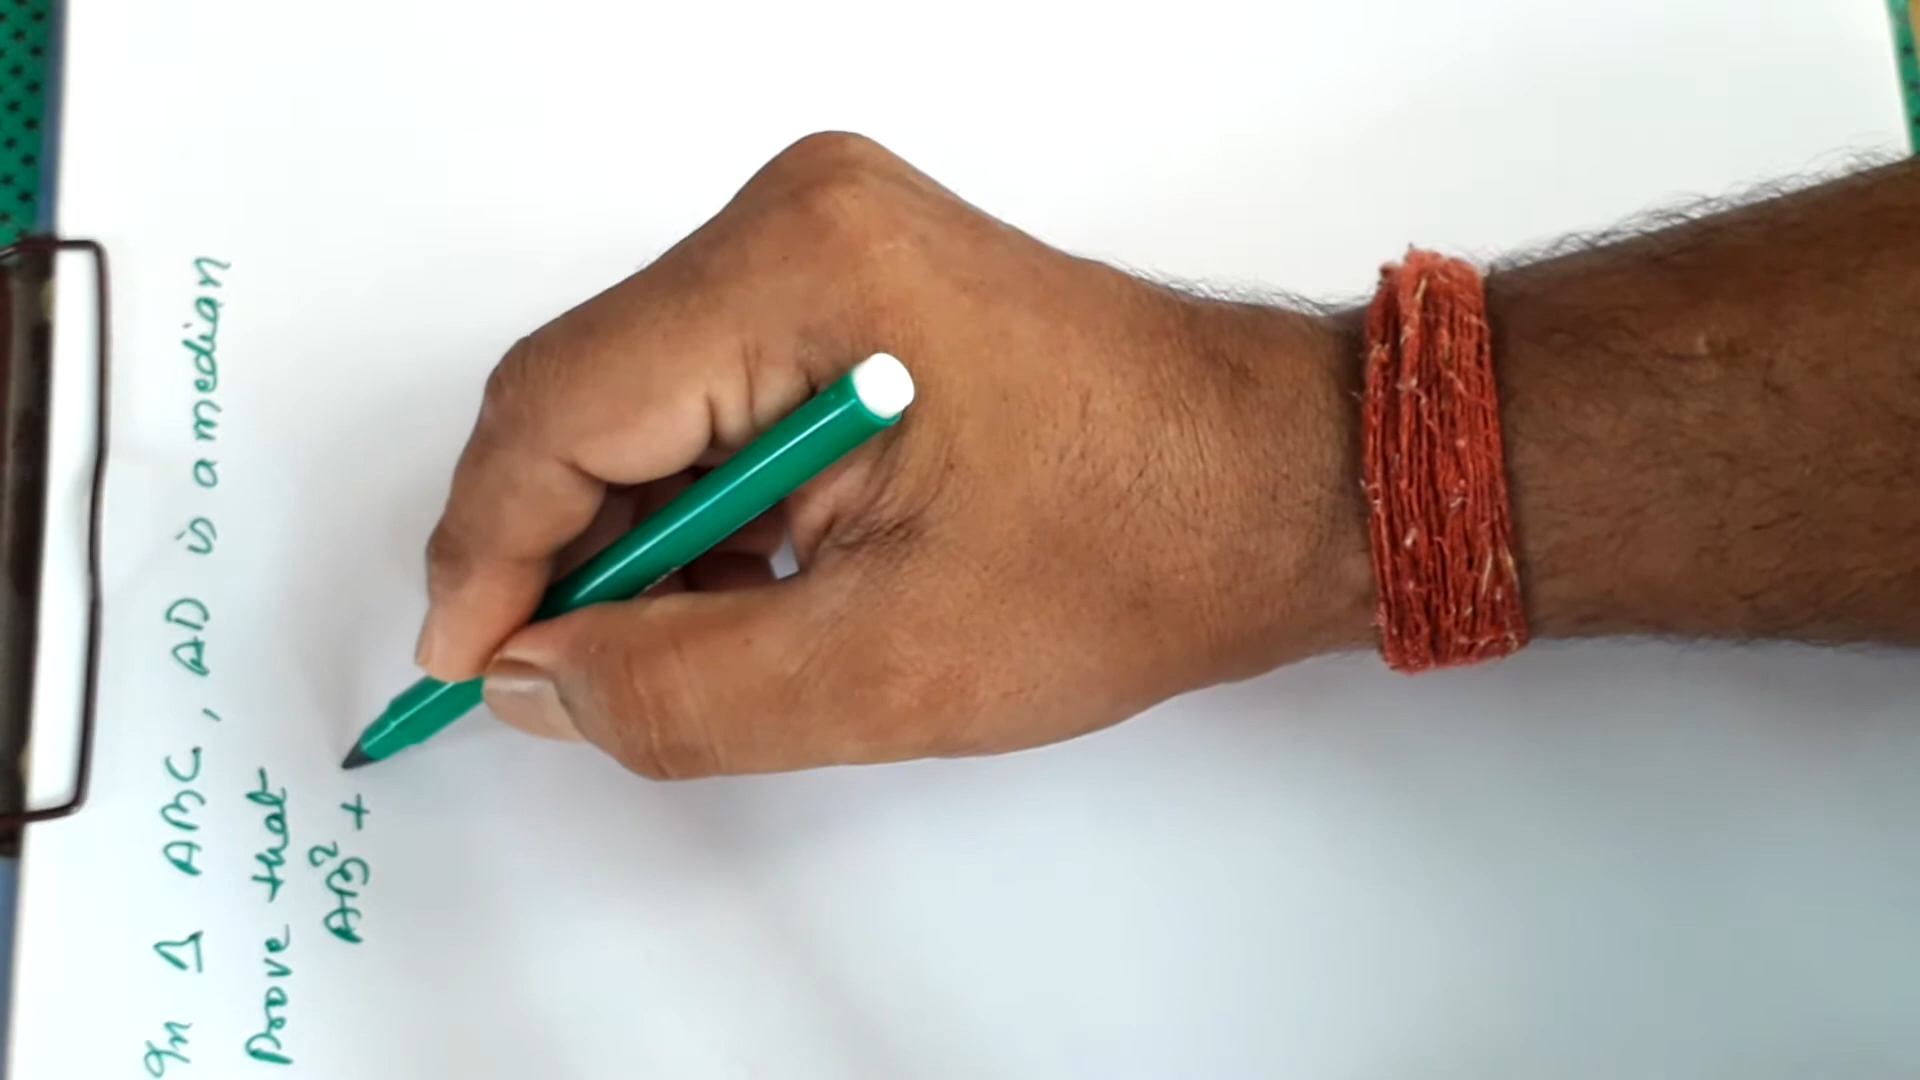 In Δ ABC, AD is a median
Prove that
AB² +